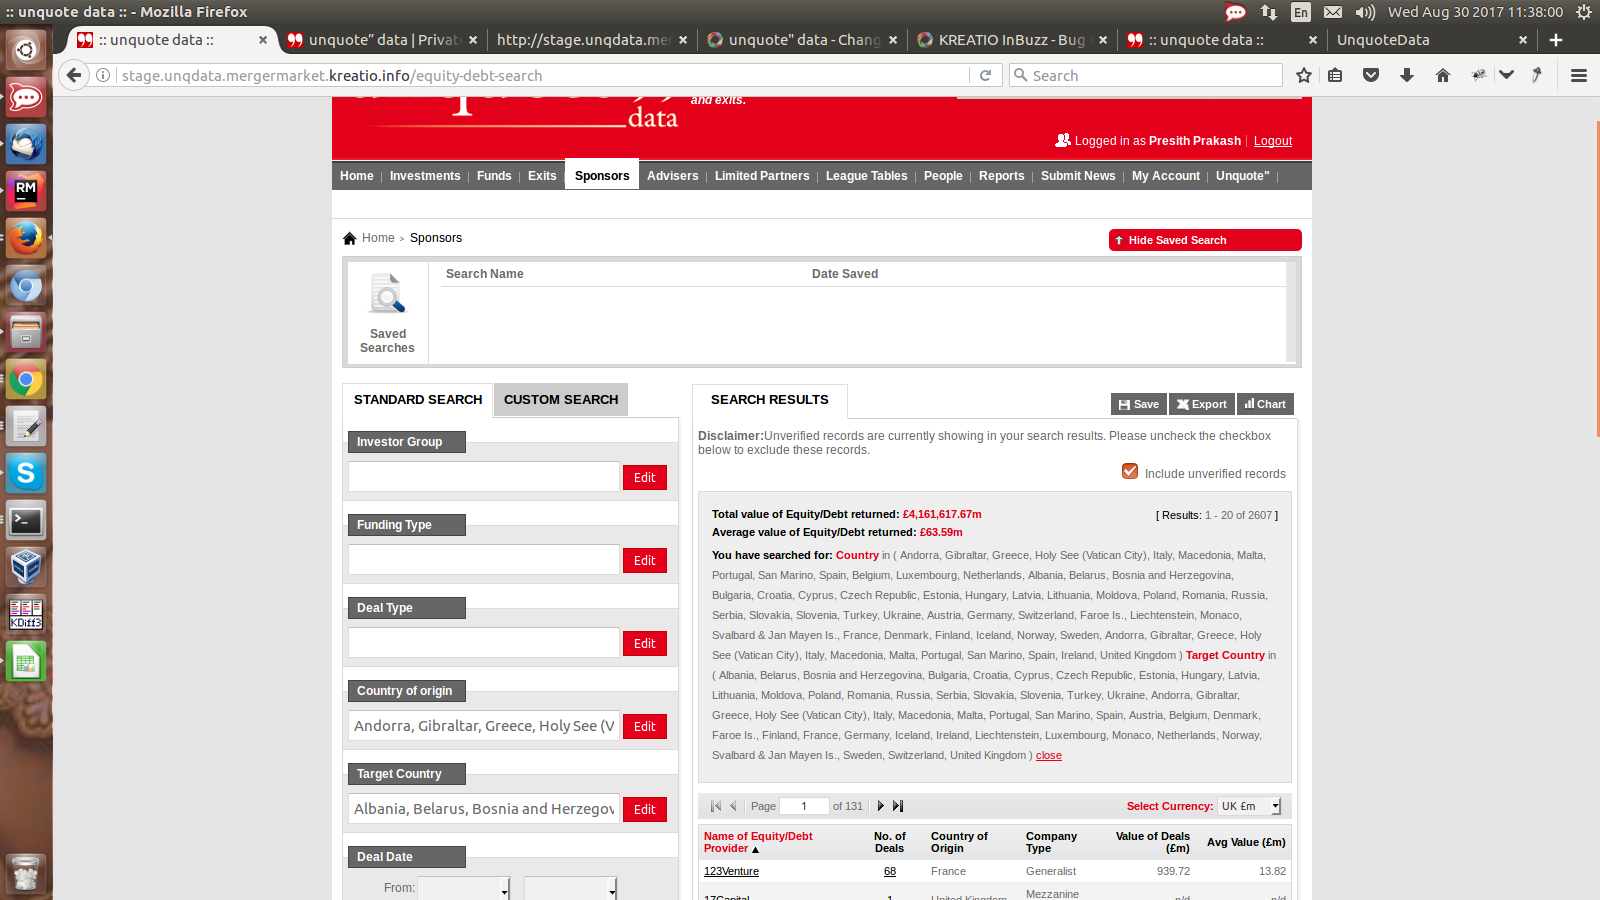 :: unquote data :: - Mozilla Firefox
En
Wed Aug 30 2017 11:38:00
:: unquote data ::
unquote” data | Privat
http://stage.unqdata.me
unquote" data - Chang
KREATIO InBuzz - Bug
:: unquote data ::
UnquoteData
stage.unqdata.mergermarket.kreatio.info/equity-debt-search
Search
and exits.
data
Logged in as Presith Prakash | Logout
Home | Investments | Funds | Exits | Sponsors | Advisers | Limited Partners | League Tables | People | Reports | Submit News | My Account | Unquote" |
Home > Sponsors
Hide Saved Search
Search Name
Date Saved
Saved
Searches
STANDARD SEARCH
CUSTOM SEARCH
Investor Group
Edit
Funding Type
Edit
Deal Type
Edit
Country of origin
Andorra, Gibraltar, Greece, Holy See (V
Edit
Target Country
Albania, Belarus, Bosnia and Herzegov
Edit
Deal Date
From:
SEARCH RESULTS
Save
Export
Chart
Disclaimer:Unverified records are currently showing in your search results. Please uncheck the checkbox
below to exclude these records.
Include unverified records
Total value of Equity/Debt returned: £4,161,617.67m
[ Results: 1 - 20 of 2607 ]
Average value of Equity/Debt returned: £63.59m
You have searched for: Country in ( Andorra, Gibraltar, Greece, Holy See (Vatican City), Italy, Macedonia, Malta,
Portugal, San Marino, Spain, Belgium, Luxembourg, Netherlands, Albania, Belarus, Bosnia and Herzegovina,
Bulgaria, Croatia, Cyprus, Czech Republic, Estonia, Hungary, Latvia, Lithuania, Moldova, Poland, Romania, Russia,
Serbia, Slovakia, Slovenia, Turkey, Ukraine, Austria, Germany, Switzerland, Faroe Is., Liechtenstein, Monaco,
Svalbard & Jan Mayen Is., France, Denmark, Finland, Iceland, Norway, Sweden, Andorra, Gibraltar, Greece, Holy
See (Vatican City), Italy, Macedonia, Malta, Portugal, San Marino, Spain, Ireland, United Kingdom ) Target Country in
( Albania, Belarus, Bosnia and Herzegovina, Bulgaria, Croatia, Cyprus, Czech Republic, Estonia, Hungary, Latvia,
Lithuania, Moldova, Poland, Romania, Russia, Serbia, Slovakia, Slovenia, Turkey, Ukraine, Andorra, Gibraltar,
Greece, Holy See (Vatican City), Italy, Macedonia, Malta, Portugal, San Marino, Spain, Austria, Belgium, Denmark,
Faroe Is., Finland, France, Germany, Iceland, Ireland, Liechtenstein, Luxembourg, Monaco, Netherlands, Norway,
Svalbard & Jan Mayen Is., Sweden, Switzerland, United Kingdom ) close
Page 1 of 131
Select Currency: UK £m
Name of Equity/Debt Provider
No. of Deals
Country of Origin
Company Type
Value of Deals (£m)
Avg Value (£m)
123Venture 68 France Generalist 939.72 13.82
17Capital 1 United Kingdom Mezzanine n/d n/d
RM
KDiff3